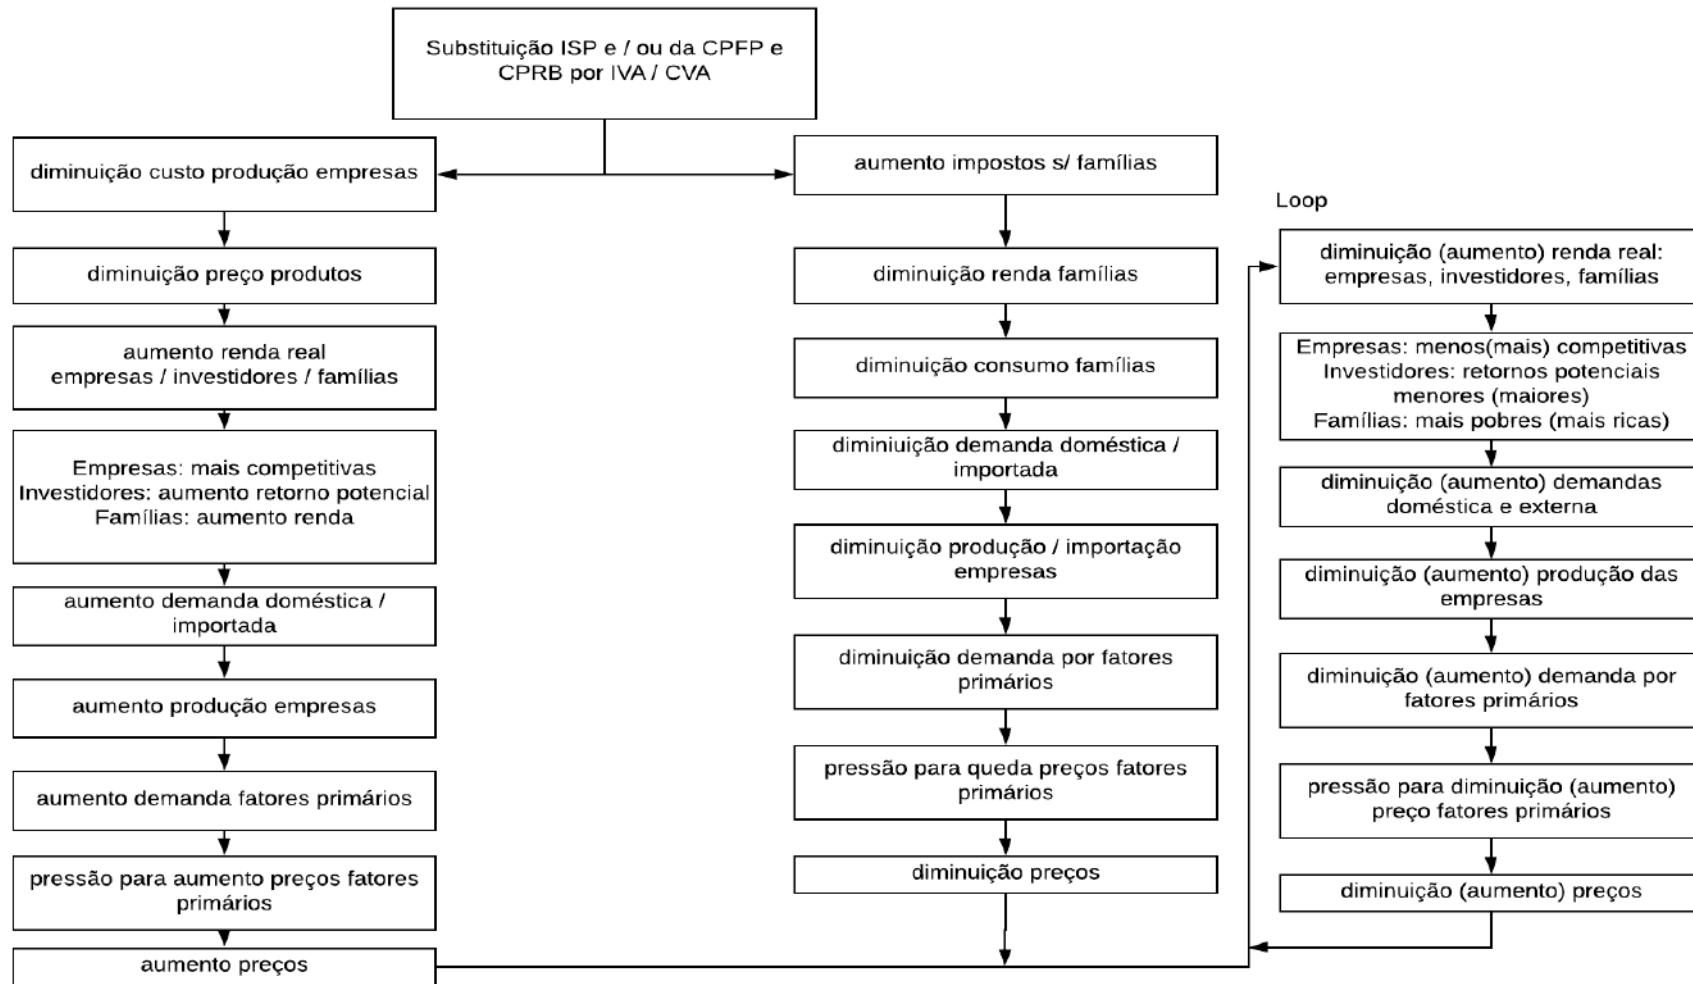 Substituição ISP e / ou da CPFP e
CPRB por IVA / CVA
diminuição custo produção empresas
diminuição preço produtos
aumento renda real
empresas / investidores / famílias
Empresas: mais competitivas
Investidores: aumento retorno potencial
Famílias: aumento renda
aumento demanda doméstica /
importada
aumento produção empresas
aumento demanda fatores primários
pressão para aumento preços fatores
primários
aumento preços
aumento impostos s/ famílias
diminuição renda famílias
diminuição consumo famílias
diminiuição demanda doméstica /
importada
diminuição produção / importação
empresas
diminuição demanda por fatores
primários
pressão para queda preços fatores
primários
diminuição preços
Loop
diminuição (aumento) renda real:
empresas, investidores, famílias
Empresas: menos(mais) competitivas
Investidores: retornos potenciais
menores (maiores)
Famílias: mais pobres (mais ricas)
diminuição (aumento) demandas
doméstica e externa
diminuição (aumento) produção das
empresas
diminuição (aumento) demanda por
fatores primários
pressão para diminuição (aumento)
preço fatores primários
diminuição (aumento) preços